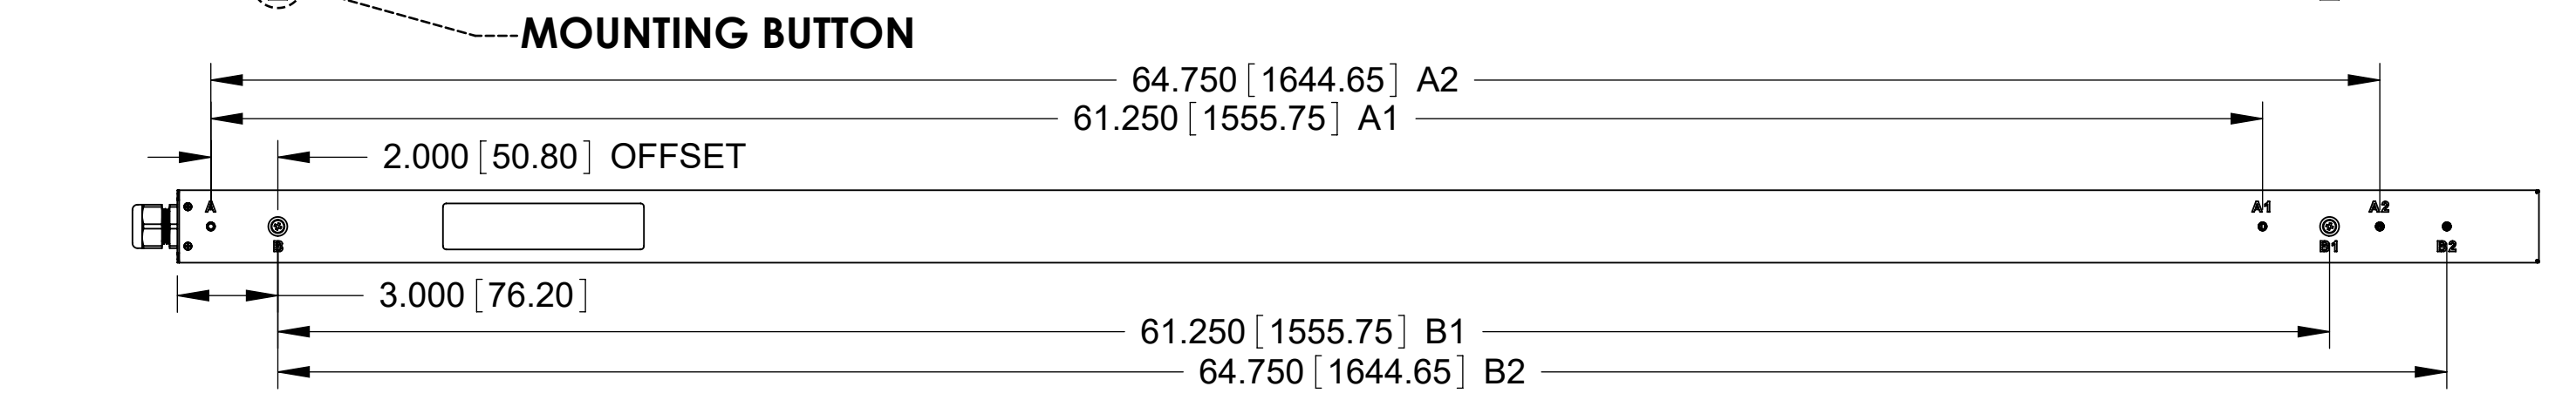 MOUNTING BUTTON
64.750 [1644.65] A2
61.250 [1555.75] A1
2.000 [50.80] OFFSET
A
A1
A2
B
B1
B2
3.000 [76.20]
61.250 [1555.75] B1
64.750 [1644.65] B2